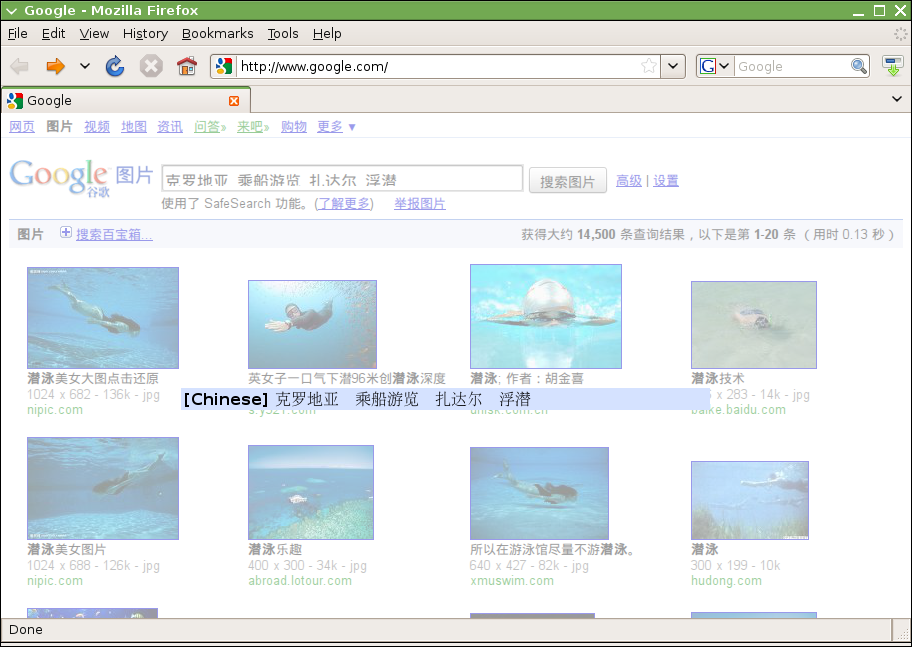 Google - Mozilla Firefox
File Edit View History Bookmarks Tools Help
http://www.google.com/
G Google
Google
网页 图片 视频 地图 资讯 问答» 来吧» 购物 更多 ▼
Google 谷歌 图片 克罗地亚 乘船游览 扎达尔 浮潜 搜索图片 高级 | 设置
使用了 SafeSearch 功能。(了解更多) 举报图片
图片 搜索百宝箱... 获得大约 14,500 条查询结果，以下是第 1-20 条 （用时 0.13 秒）
潜泳美女大图点击还原 英女子一口气下潜96米创潜泳深度 潜泳; 作者：胡金喜 潜泳技术
1024 x 682 - 136k - jpg x 283 - 14k - jpg
[Chinese] 克罗地亚 乘船游览 扎达尔 浮潜
nipic.com s.y521.com dhisk.com.cn baike.baidu.com
潜泳美女图片 潜泳乐趣 所以在游泳馆尽量不游潜泳。 潜泳
1024 x 688 - 126k - jpg 400 x 300 - 34k - jpg 640 x 427 - 82k - jpg 300 x 199 - 10k
nipic.com abroad.lotour.com xmuswim.com hudong.com
Done